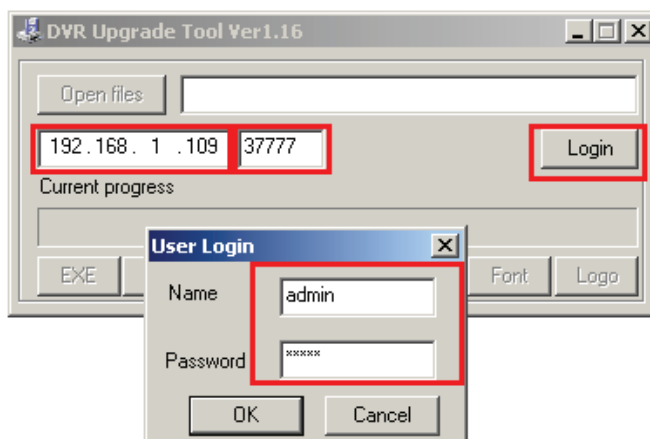 DVR Upgrade Tool Ver1.16
Open files
192.168. 1 .109 37777 Login
Current progress
User Login
EXE Font Logo
Name admin
Password *****
OK Cancel